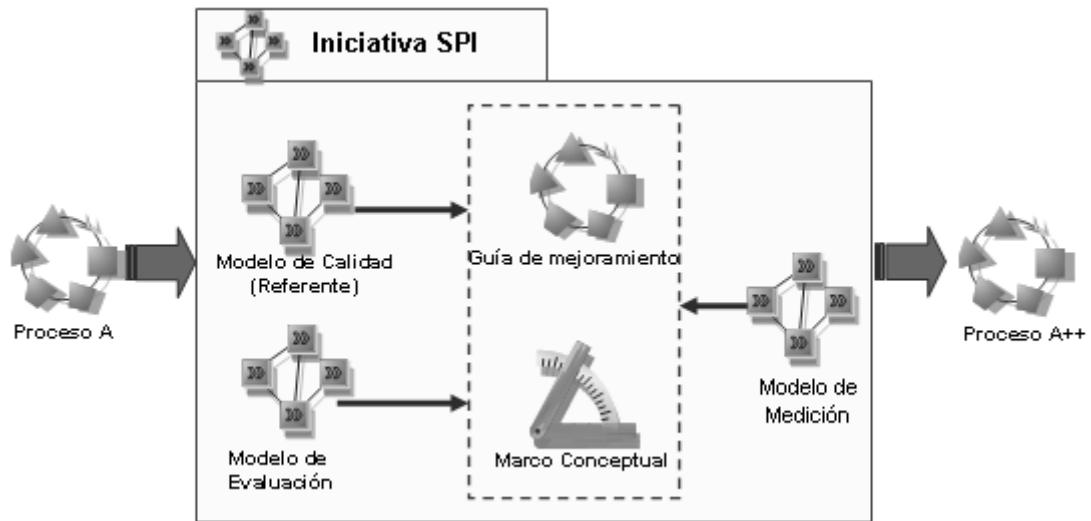 Iniciativa SPI
Modelo de Calidad
(Referente)
Guía de mejoramiento
Proceso A
Proceso A++
Modelo de
Medición
Modelo de
Evaluación
Marco Conceptual